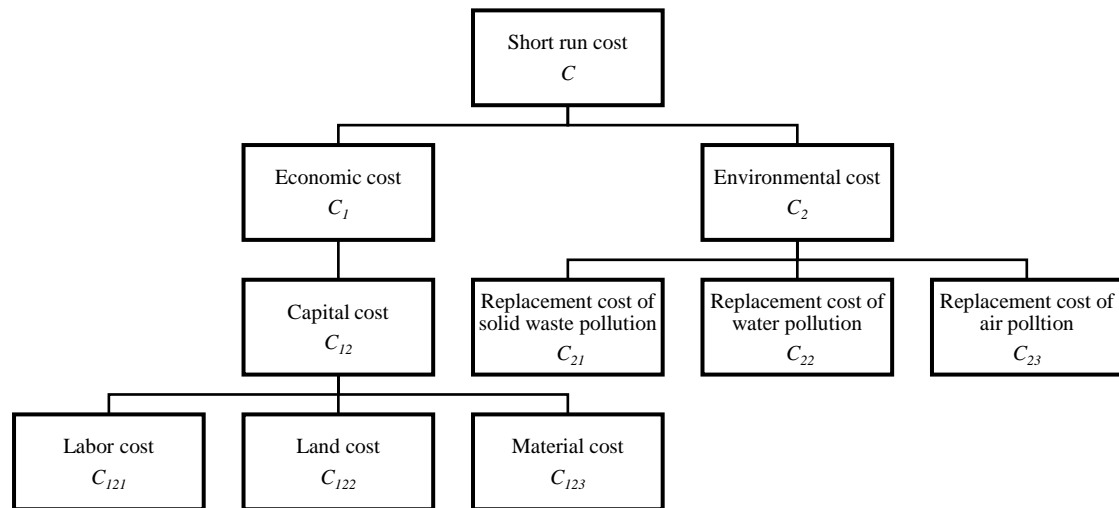 Short run cost
C
Economic cost
C1
Environmental cost
C2
Capital cost
C12
Replacement cost of
solid waste pollution
C21
Replacement cost of
water pollution
C22
Replacement cost of
air polltion
C23
Labor cost
C121
Land cost
C122
Material cost
C123